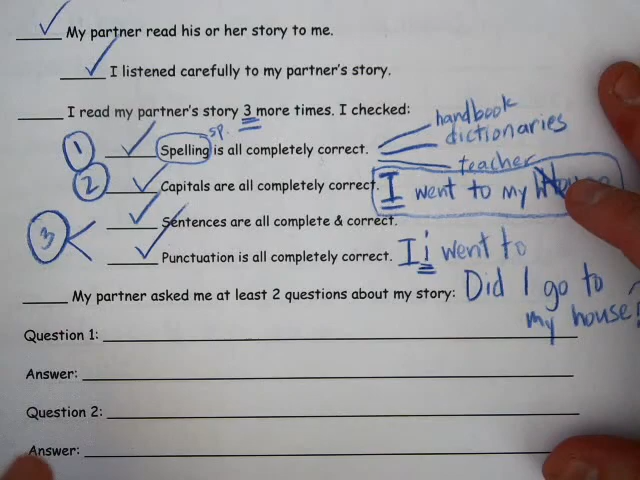 My partner read his or her story to me.
I listened carefully to my partner's story.
I read my partner's story 3 more times. I checked:
sp.
handbook
dictionaries
teacher
1 Spelling is all completely correct.
2 Capitals are all completely correct.
I went to my
3 Sentences are all complete & correct.
Punctuation is all completely correct.
I i went to
My partner asked me at least 2 questions about my story:
Did I go to
my house?
Question 1:
Answer:
Question 2:
Answer: